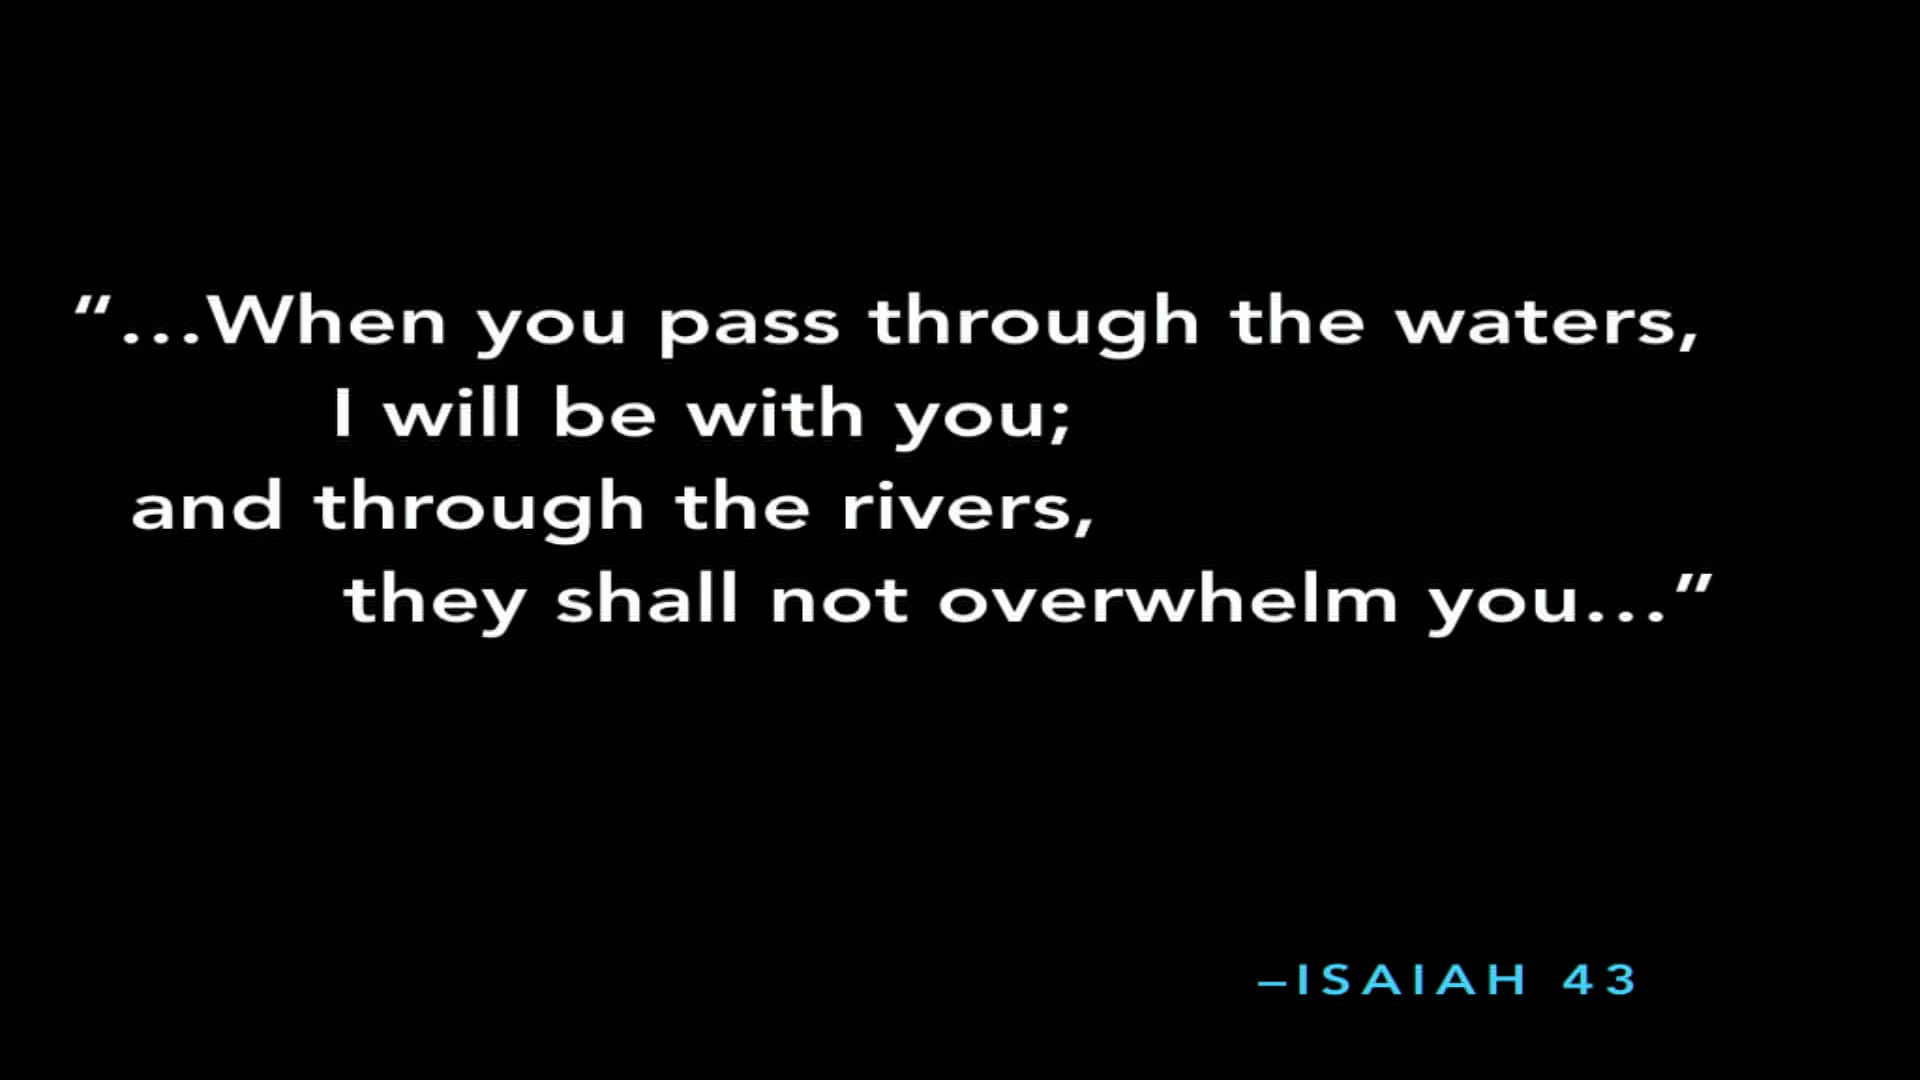 “…When you pass through the waters,
I will be with you;
and through the rivers,
they shall not overwhelm you…”
–ISAIAH 43